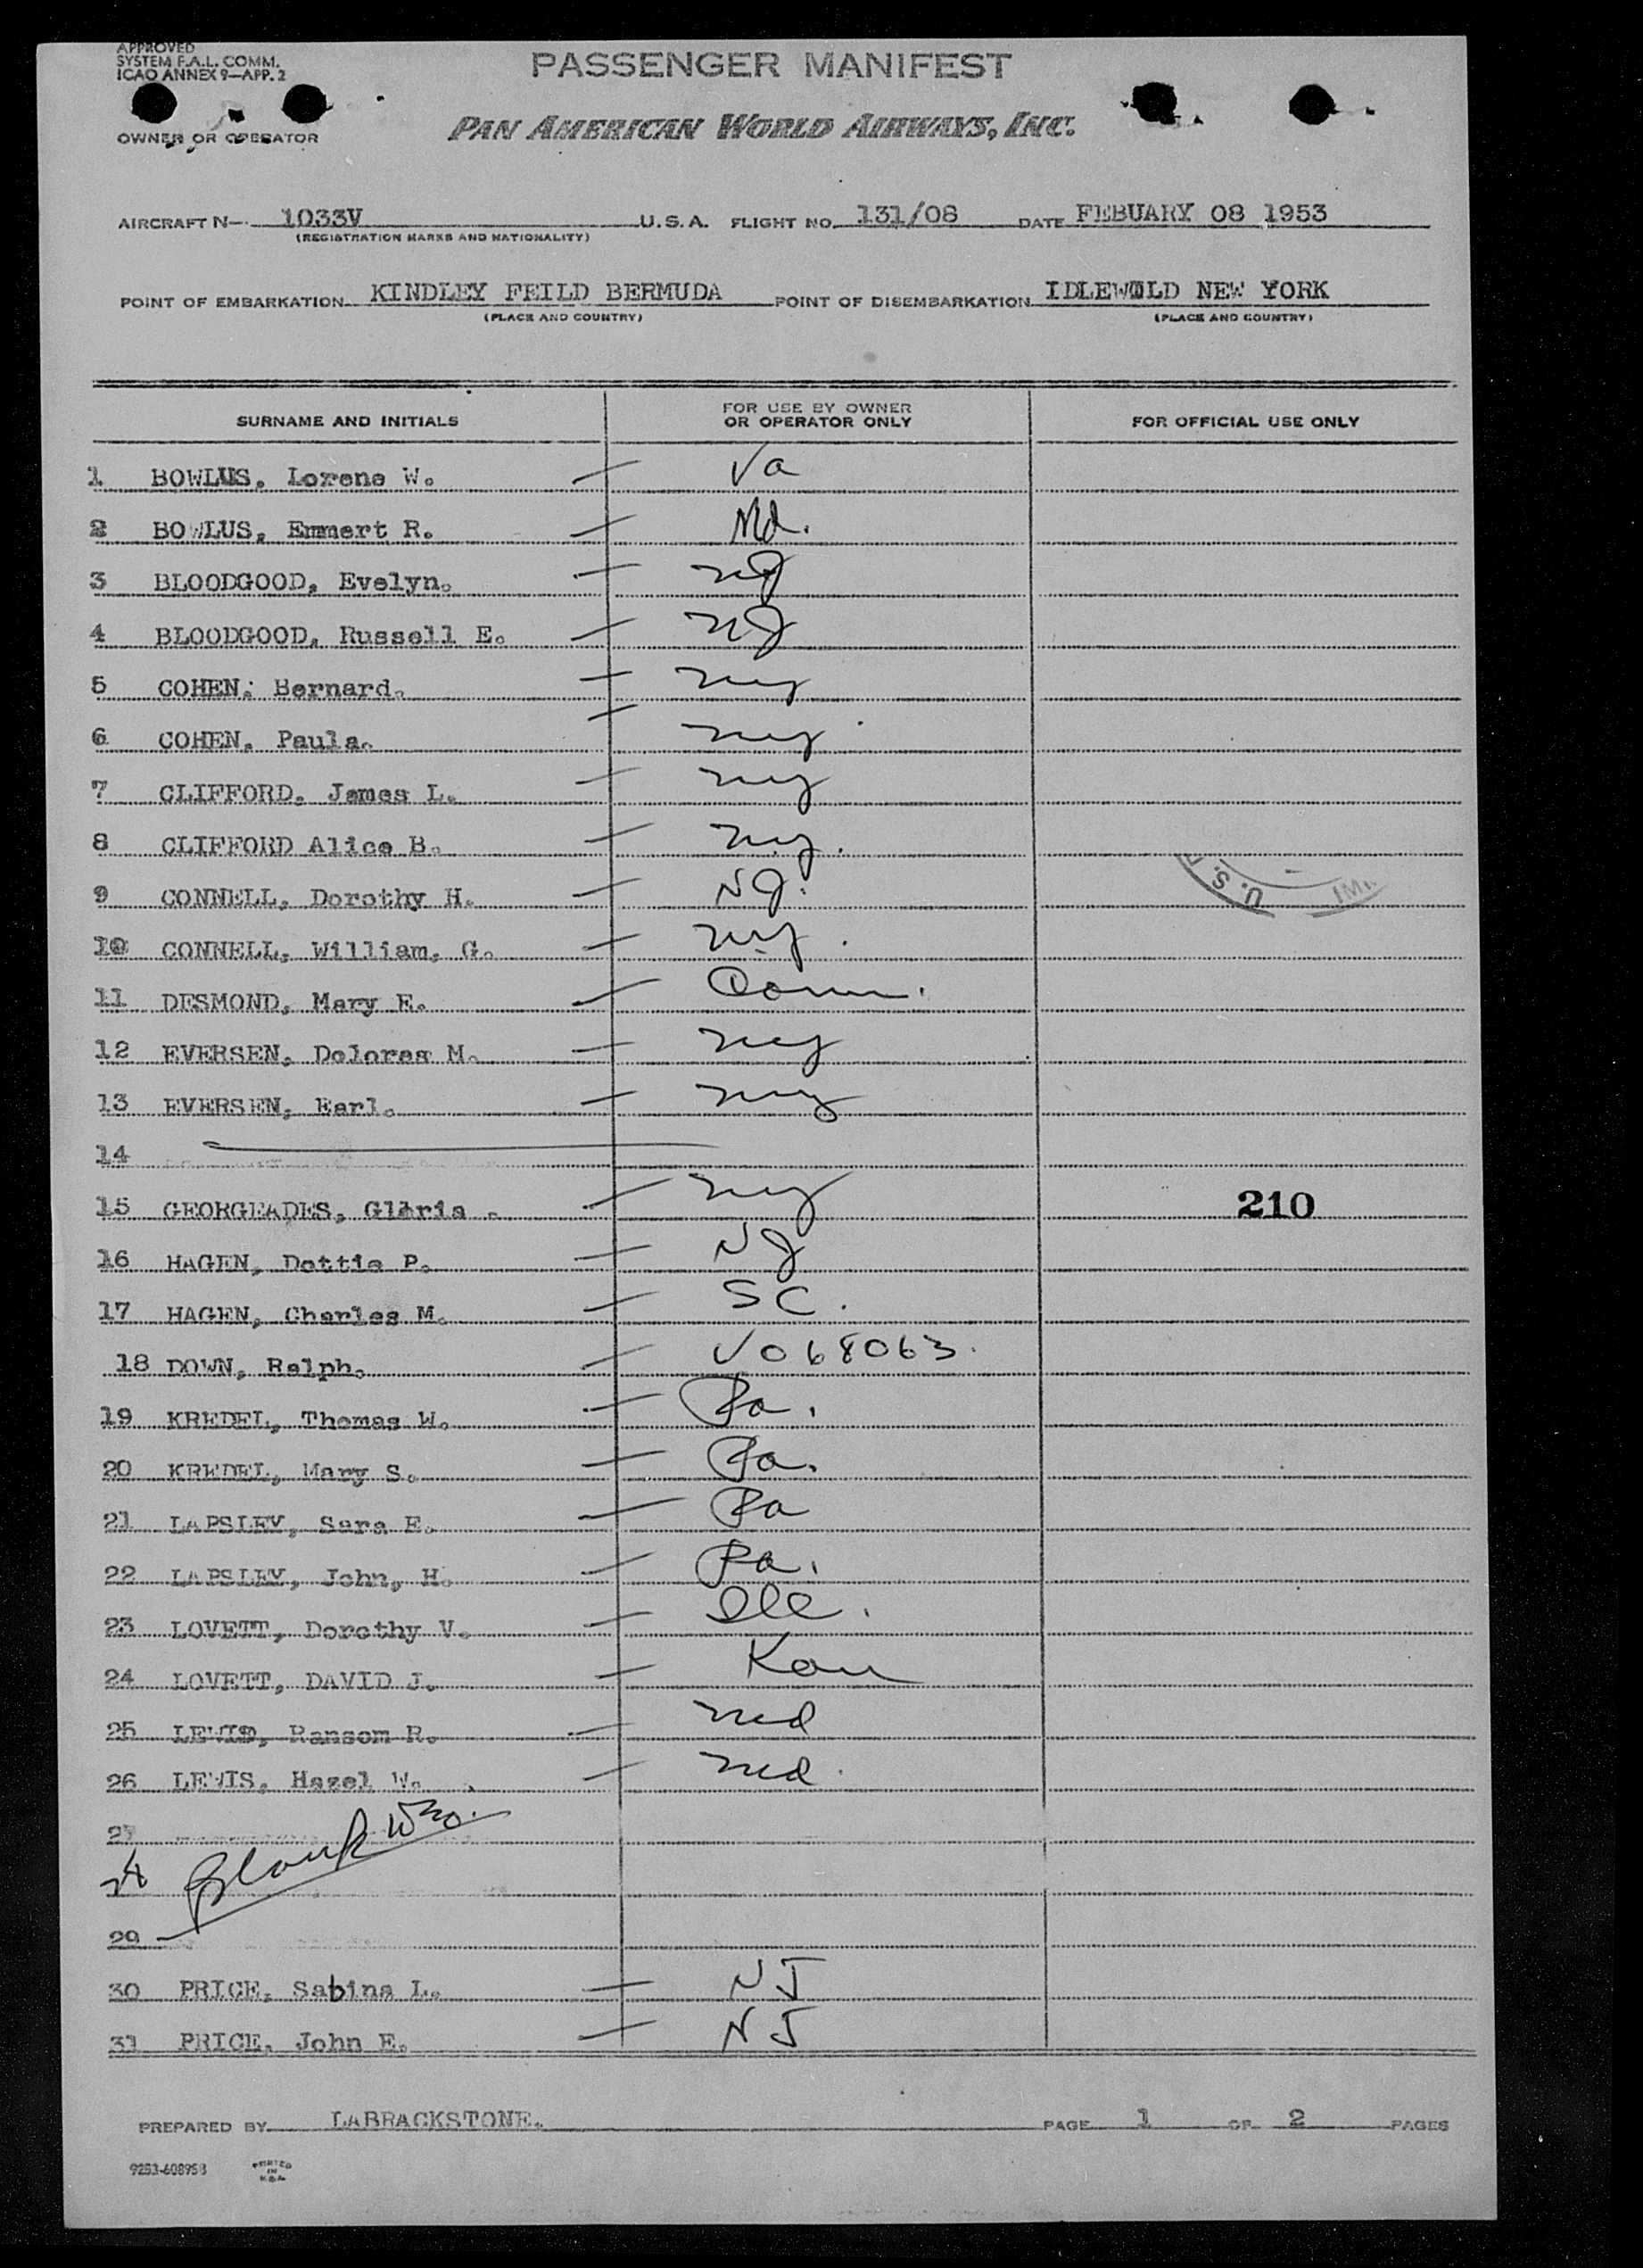 APPROVED
SYSTEM F.A.L. COMM.
ICAO ANNEX 9—APP. 2
PASSENGER MANIFEST
OWNER OR OPERATOR
PAN AMERICAN WORLD AIRWAYS, INC.
AIRCRAFT N— 1033V U.S.A. FLIGHT NO. 131/08 DATE FEBUARY 08 1953
(REGISTRATION MARKS AND NATIONALITY)
POINT OF EMBARKATION KINDLEY FEILD BERMUDA POINT OF DISEMBARKATION IDLEWILD NEW YORK
(PLACE AND COUNTRY) (PLACE AND COUNTRY)
SURNAME AND INITIALS FOR USE BY OWNER OR OPERATOR ONLY FOR OFFICIAL USE ONLY
1 BOWLUS, Lorene W. — Va
2 BOWLUS, Emmert R. — Md.
3 BLOODGOOD, Evelyn. — NJ
4 BLOODGOOD, Russell E. — NJ
5 COHEN: Bernard. — ny
6 COHEN, Paula. — ny
7 CLIFFORD, James L. — ny
8 CLIFFORD Alice B. — n.y.
9 CONNELL, Dorothy H. — NJ.
10 CONNELL, William, G. — ny.
11 DESMOND, Mary E. — Conn.
12 EVERSEN, Dolores M. — ny
13 EVERSEN, Earl. — ny
14
15 GEORGEADES, Gloria . — ny 210
16 HAGEN, Dottie P. — NJ
17 HAGEN, Charles M. — SC.
18 DOWN, Ralph. — V068063.
19 KREDEL, Thomas W. — Pa.
20 KREDEL, Mary S. — Pa.
21 LAPSLEY, Sara E. — Pa
22 LAPSLEY, John, H. — Pa.
23 LOVETT, Dorothy V. — Ill.
24 LOVETT, DAVID J. — Kan
25 LEWIS, Ransom R. — Md
26 LEWIS, Hazel W. — Md.
27 Blank
28
29
30 PRICE, Sabina L. — NJ
31 PRICE, John E. — NJ
PREPARED BY LABRACKSTONE. PAGE 1 OF 2 PAGES
9253-608958 PRINTED IN U.S.A.